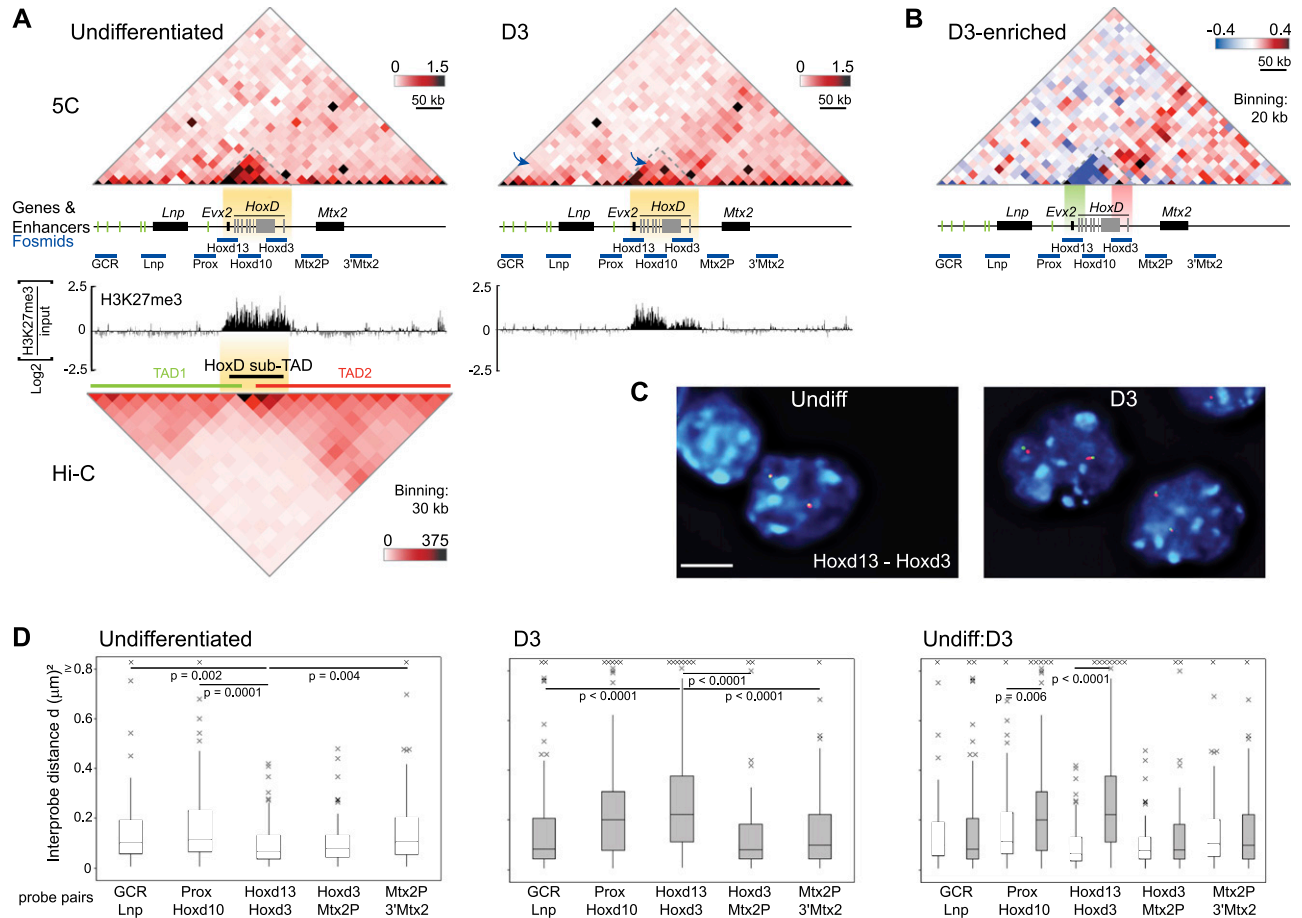 A
Undifferentiated
5C
0 1.5
50 kb
D3
0 1.5
50 kb
B
D3-enriched
-0.4 0.4
50 kb
Binning:
20 kb
Genes &
Enhancers
Fosmids
Lnp Evx2 HoxD Mtx2
Hoxd13 Hoxd3
GCR Lnp Prox Hoxd10 Mtx2P 3'Mtx2
Lnp Evx2 HoxD Mtx2
Hoxd13 Hoxd3
GCR Lnp Prox Hoxd10 Mtx2P 3'Mtx2
Lnp Evx2 HoxD Mtx2
Hoxd13 Hoxd3
GCR Lnp Prox Hoxd10 Mtx2P 3'Mtx2
Log2[H3K27me3/input]
2.5
0
-2.5
H3K27me3
2.5
0
-2.5
HoxD sub-TAD
TAD1
TAD2
Hi-C
Binning:
30 kb
0 375
C
Undiff
Hoxd13 - Hoxd3
D3
D
Undifferentiated
Interprobe distance d (μm)²
≥
0.8
0.6
0.4
0.2
0
p = 0.002
p = 0.0001
p = 0.004
probe pairs
GCR Prox Hoxd13 Hoxd3 Mtx2P
Lnp Hoxd10 Hoxd3 Mtx2P 3'Mtx2
D3
p < 0.0001
p < 0.0001
p < 0.0001
GCR Prox Hoxd13 Hoxd3 Mtx2P
Lnp Hoxd10 Hoxd3 Mtx2P 3'Mtx2
Undiff:D3
p < 0.0001
p = 0.006
GCR Prox Hoxd13 Hoxd3 Mtx2P
Lnp Hoxd10 Hoxd3 Mtx2P 3'Mtx2